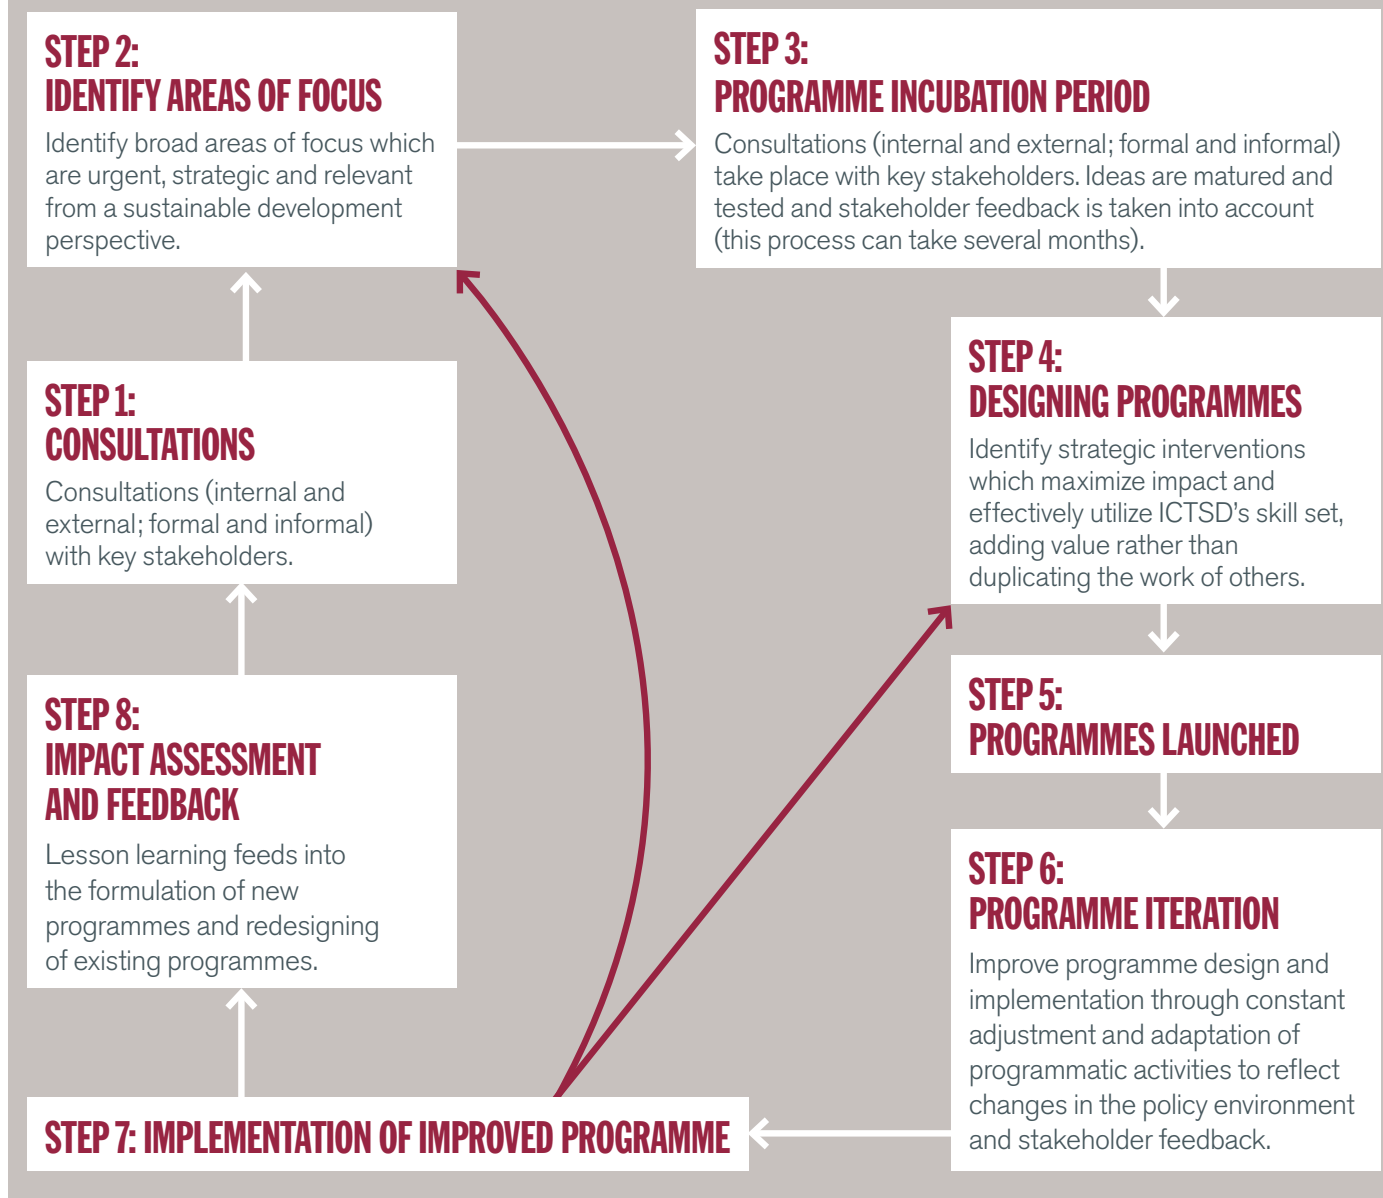 STEP 2:
IDENTIFY AREAS OF FOCUS
Identify broad areas of focus which
are urgent, strategic and relevant
from a sustainable development
perspective.
STEP 3:
PROGRAMME INCUBATION PERIOD
Consultations (internal and external; formal and informal)
take place with key stakeholders. Ideas are matured and
tested and stakeholder feedback is taken into account
(this process can take several months).
STEP 1:
CONSULTATIONS
Consultations (internal and
external; formal and informal)
with key stakeholders.
STEP 4:
DESIGNING PROGRAMMES
Identify strategic interventions
which maximize impact and
effectively utilize ICTSD’s skill set,
adding value rather than
duplicating the work of others.
STEP 5:
PROGRAMMES LAUNCHED
STEP 8:
IMPACT ASSESSMENT
AND FEEDBACK
Lesson learning feeds into
the formulation of new
programmes and redesigning
of existing programmes.
STEP 6:
PROGRAMME ITERATION
Improve programme design and
implementation through constant
adjustment and adaptation of
programmatic activities to reflect
changes in the policy environment
and stakeholder feedback.
STEP 7: IMPLEMENTATION OF IMPROVED PROGRAMME